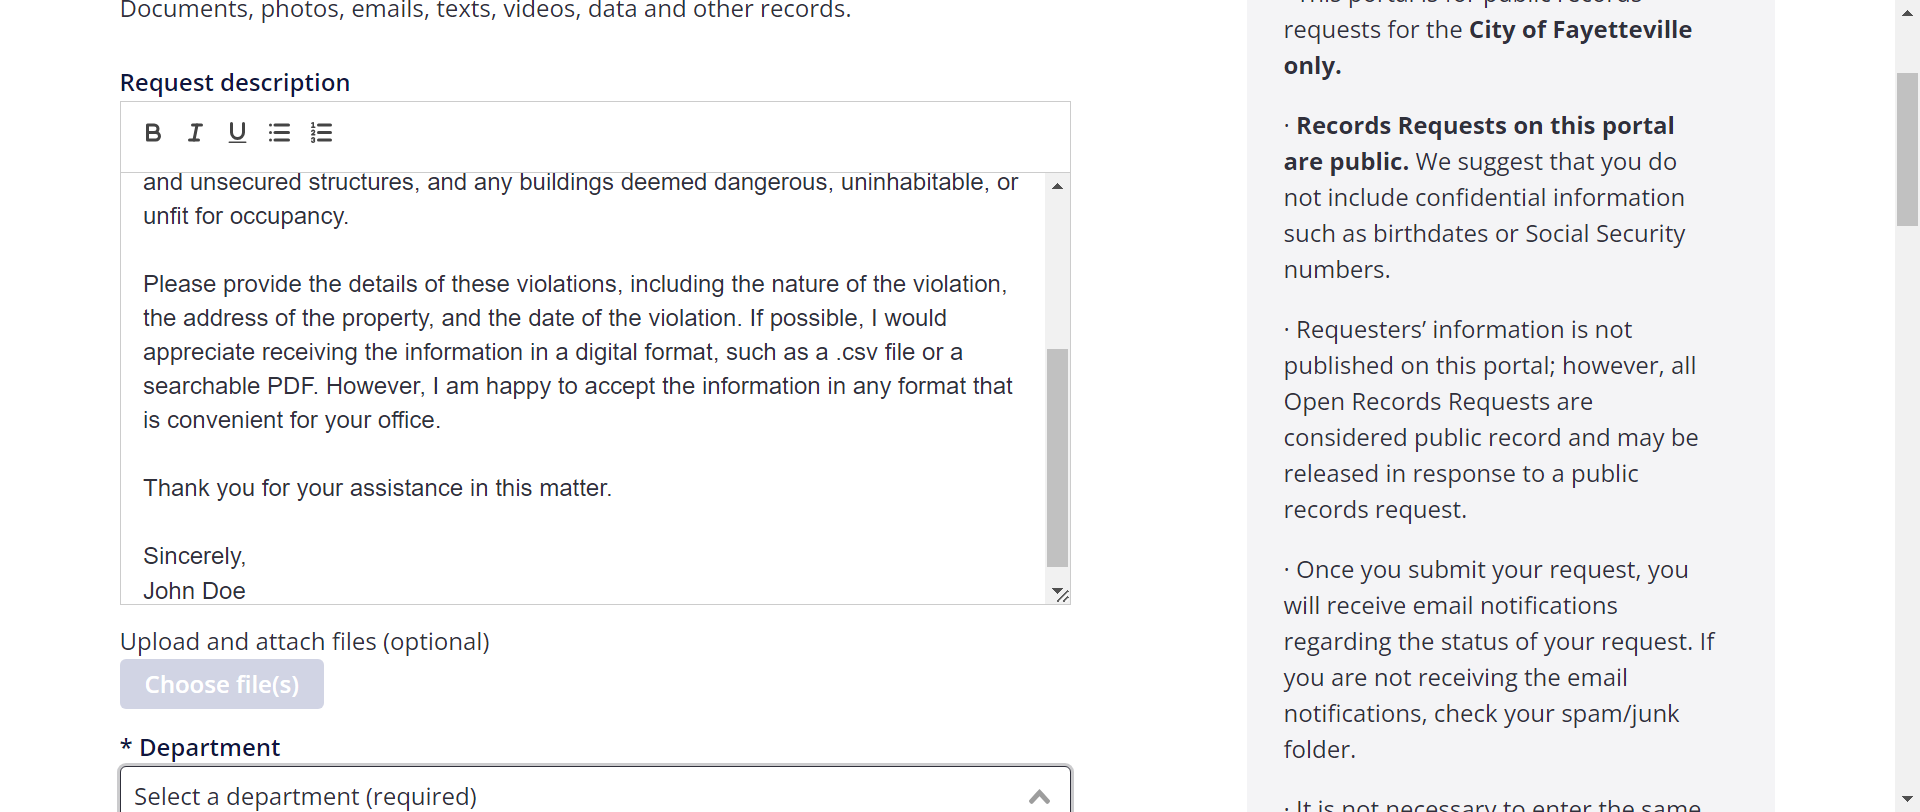 Documents, photos, emails, texts, videos, data and other records.
Request description
B I U
and unsecured structures, and any buildings deemed dangerous, uninhabitable, or
unfit for occupancy.
Please provide the details of these violations, including the nature of the violation,
the address of the property, and the date of the violation. If possible, I would
appreciate receiving the information in a digital format, such as a .csv file or a
searchable PDF. However, I am happy to accept the information in any format that
is convenient for your office.
Thank you for your assistance in this matter.
Sincerely,
John Doe
Upload and attach files (optional)
Choose file(s)
* Department
Select a department (required)
· This portal is for public records
requests for the City of Fayetteville
only.
· Records Requests on this portal
are public. We suggest that you do
not include confidential information
such as birthdates or Social Security
numbers.
· Requesters’ information is not
published on this portal; however, all
Open Records Requests are
considered public record and may be
released in response to a public
records request.
· Once you submit your request, you
will receive email notifications
regarding the status of your request. If
you are not receiving the email
notifications, check your spam/junk
folder.
· It is not necessary to enter the same